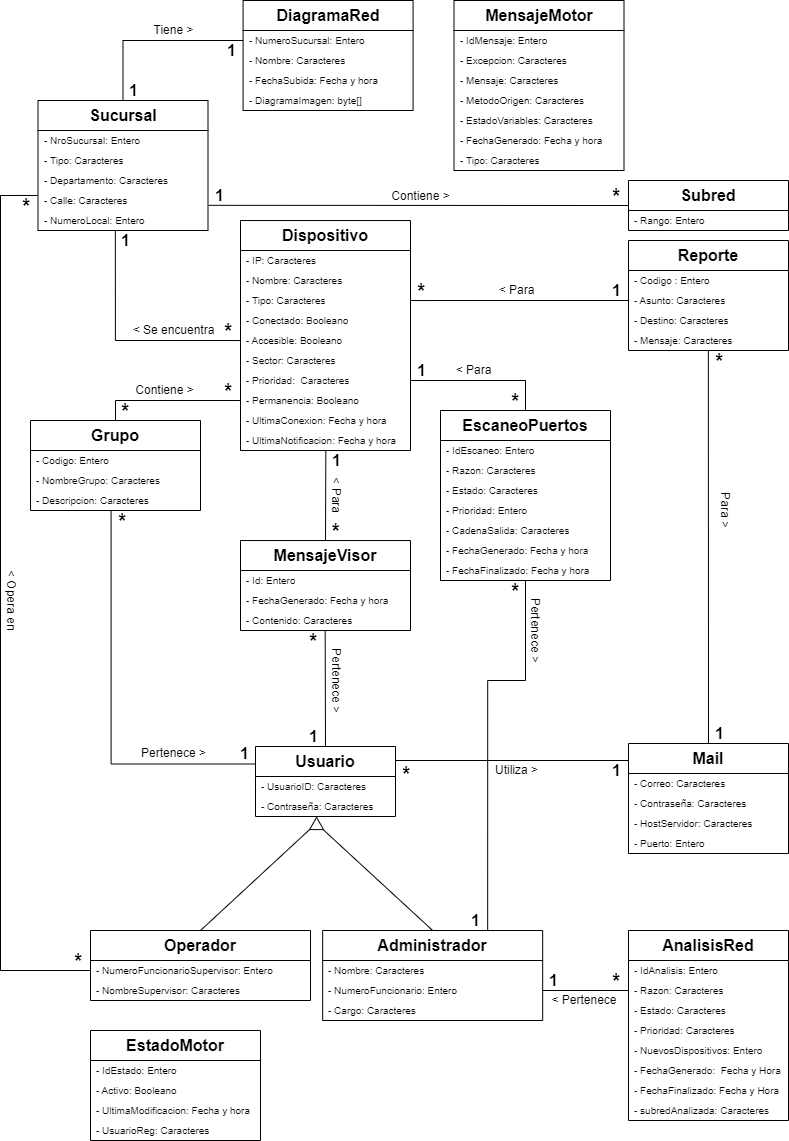 DiagramaRed
- NumeroSucursal: Entero
- Nombre: Caracteres
- FechaSubida: Fecha y hora
- DiagramaImagen: byte[]
MensajeMotor
- IdMensaje: Entero
- Excepcion: Caracteres
- Mensaje: Caracteres
- MetodoOrigen: Caracteres
- EstadoVariables: Caracteres
- FechaGenerado: Fecha y hora
- Tipo: Caracteres
Tiene >
1
1
Sucursal
- NroSucursal: Entero
- Tipo: Caracteres
- Departamento: Caracteres
- Calle: Caracteres
- NumeroLocal: Entero
*
1
Contiene >
*
Subred
- Rango: Entero
1
< Se encuentra
*
Dispositivo
- IP: Caracteres
- Nombre: Caracteres
- Tipo: Caracteres
- Conectado: Booleano
- Accesible: Booleano
- Sector: Caracteres
- Prioridad: Caracteres
- Permanencia: Booleano
- UltimaConexion: Fecha y hora
- UltimaNotificacion: Fecha y hora
*
< Para
1
Reporte
- Codigo : Entero
- Asunto: Caracteres
- Destino: Caracteres
- Mensaje: Caracteres
*
1
< Para
*
Contiene >
*
*
Grupo
- Codigo: Entero
- NombreGrupo: Caracteres
- Descripcion: Caracteres
*
EscaneoPuertos
- IdEscaneo: Entero
- Razon: Caracteres
- Estado: Caracteres
- Prioridad: Entero
- CadenaSalida: Caracteres
- FechaGenerado: Fecha y hora
- FechaFinalizado: Fecha y hora
*
1
< Para
*
Para >
MensajeVisor
- Id: Entero
- FechaGenerado: Fecha y hora
- Contenido: Caracteres
*
< Opera en
Pertenece >
Pertenece >
1
Pertenece >
1
Usuario
- UsuarioID: Caracteres
- Contraseña: Caracteres
*
Utiliza >
1
1
Mail
- Correo: Caracteres
- Contraseña: Caracteres
- HostServidor: Caracteres
- Puerto: Entero
1
*
Operador
- NumeroFuncionarioSupervisor: Entero
- NombreSupervisor: Caracteres
Administrador
- Nombre: Caracteres
- NumeroFuncionario: Entero
- Cargo: Caracteres
1
< Pertenece
*
AnalisisRed
- IdAnalisis: Entero
- Razon: Caracteres
- Estado: Caracteres
- Prioridad: Caracteres
- NuevosDispositivos: Entero
- FechaGenerado: Fecha y Hora
- FechaFinalizado: Fecha y Hora
- subredAnalizada: Caracteres
EstadoMotor
- IdEstado: Entero
- Activo: Booleano
- UltimaModificacion: Fecha y hora
- UsuarioReg: Caracteres